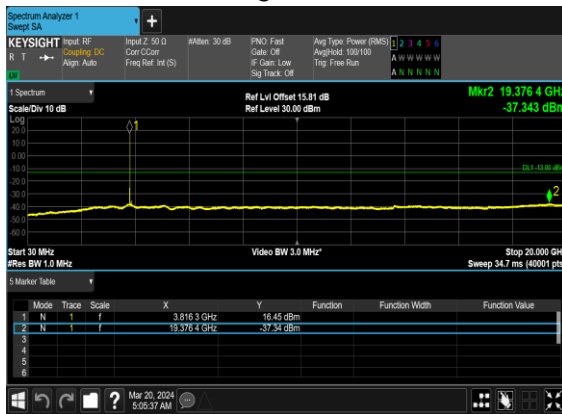 Spectrum Analyzer 1
Swept SA
+
KEYSIGHT Input: RF Input Z: 50 Ω #Atten: 30 dB PNO: Fast Avg Type: Power (RMS) 1 2 3 4 5 6
R T Coupling: DC Corr CCorr Gate: Off Avg|Hold: 100/100 A W W W W W
Align: Auto Freq Ref: Int (S) IF Gain: Low Trig: Free Run
Sig Track: Off A N N N N N
1 Spectrum Ref Lvl Offset 15.81 dB Mkr2 19.376 4 GHz
Scale/Div 10 dB Ref Level 30.00 dBm -37.343 dBm
Log
20.0 1
10.0
0.00
-10.0 DL1 -13.00 dBm
-20.0
-30.0 2
-40.0
-50.0
-60.0
Start 30 MHz Video BW 3.0 MHz* Stop 20.000 GHz
#Res BW 1.0 MHz Sweep 34.7 ms (40001 pts)
5 Marker Table
Mode Trace Scale X Y Function Function Width Function Value
1 N 1 f 3.816 3 GHz 16.45 dBm
2 N 1 f 19.376 4 GHz -37.34 dBm
3
4
5
6
? Mar 20, 2024
5:05:37 AM